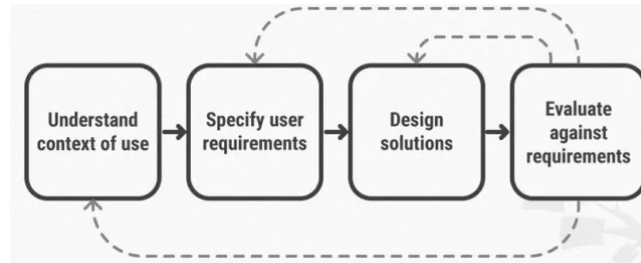 Understand
context of use
Specify user
requirements
Design
solutions
Evaluate
against
requirements